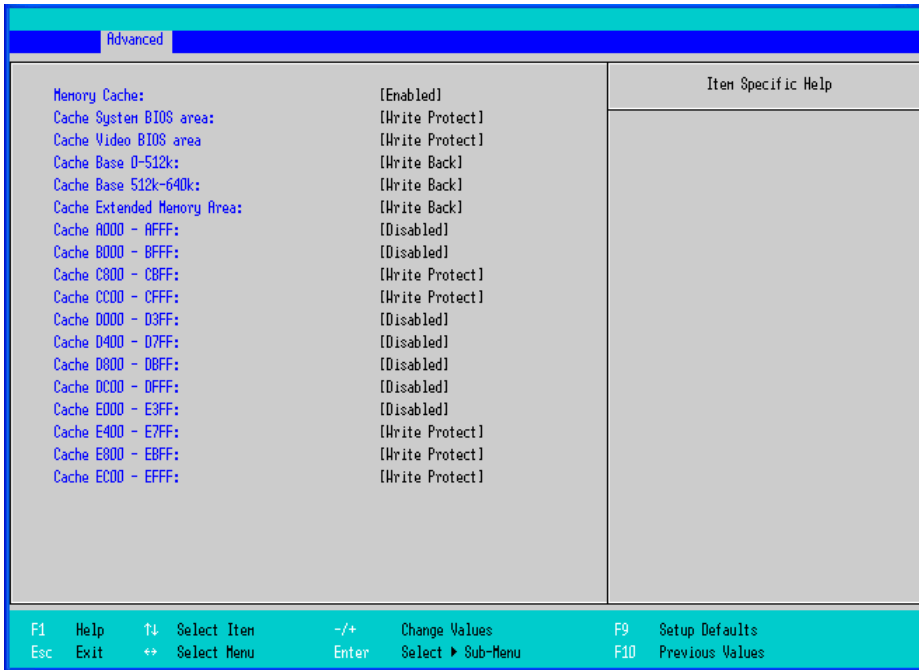 Advanced
Item Specific Help
Memory Cache: [Enabled]
Cache System BIOS area: [Write Protect]
Cache Video BIOS area [Write Protect]
Cache Base 0-512k: [Write Back]
Cache Base 512k-640k: [Write Back]
Cache Extended Memory Area: [Write Back]
Cache A000 - AFFF: [Disabled]
Cache B000 - BFFF: [Disabled]
Cache C800 - CBFF: [Write Protect]
Cache CC00 - CFFF: [Write Protect]
Cache D000 - D3FF: [Disabled]
Cache D400 - D7FF: [Disabled]
Cache D800 - DBFF: [Disabled]
Cache DC00 - DFFF: [Disabled]
Cache E000 - E3FF: [Disabled]
Cache E400 - E7FF: [Write Protect]
Cache E800 - EBFF: [Write Protect]
Cache EC00 - EFFF: [Write Protect]
F1 Help ↑↓ Select Item -/+ Change Values F9 Setup Defaults
Esc Exit ↔ Select Menu Enter Select ▶ Sub-Menu F10 Previous Values